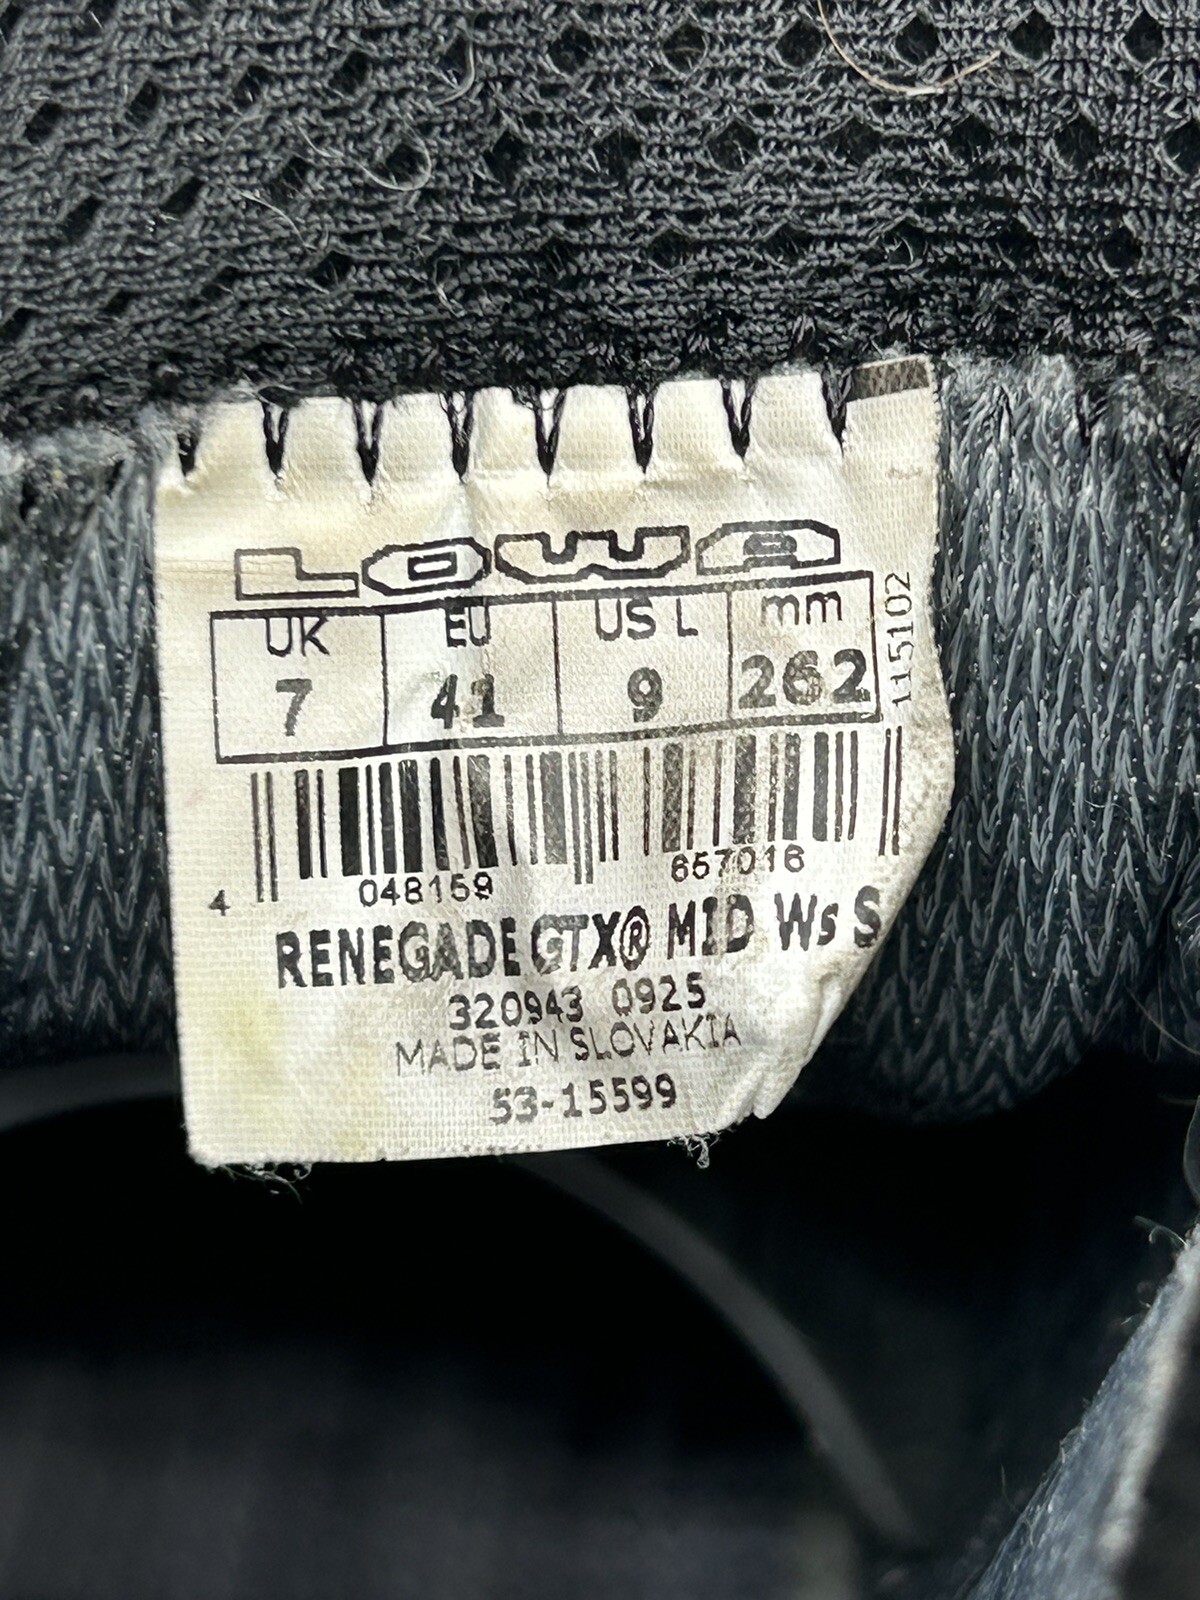 LOWA
UK EU US L mm
7 41 9 262
115102
4 048159 657016
RENEGADE GTX® MID Ws S
320943 0925
MADE IN SLOVAKIA
53-15599